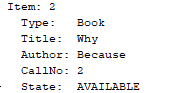 Item: 2
Type: Book
Title: Why
Author: Because
CallNo: 2
State: AVAILABLE